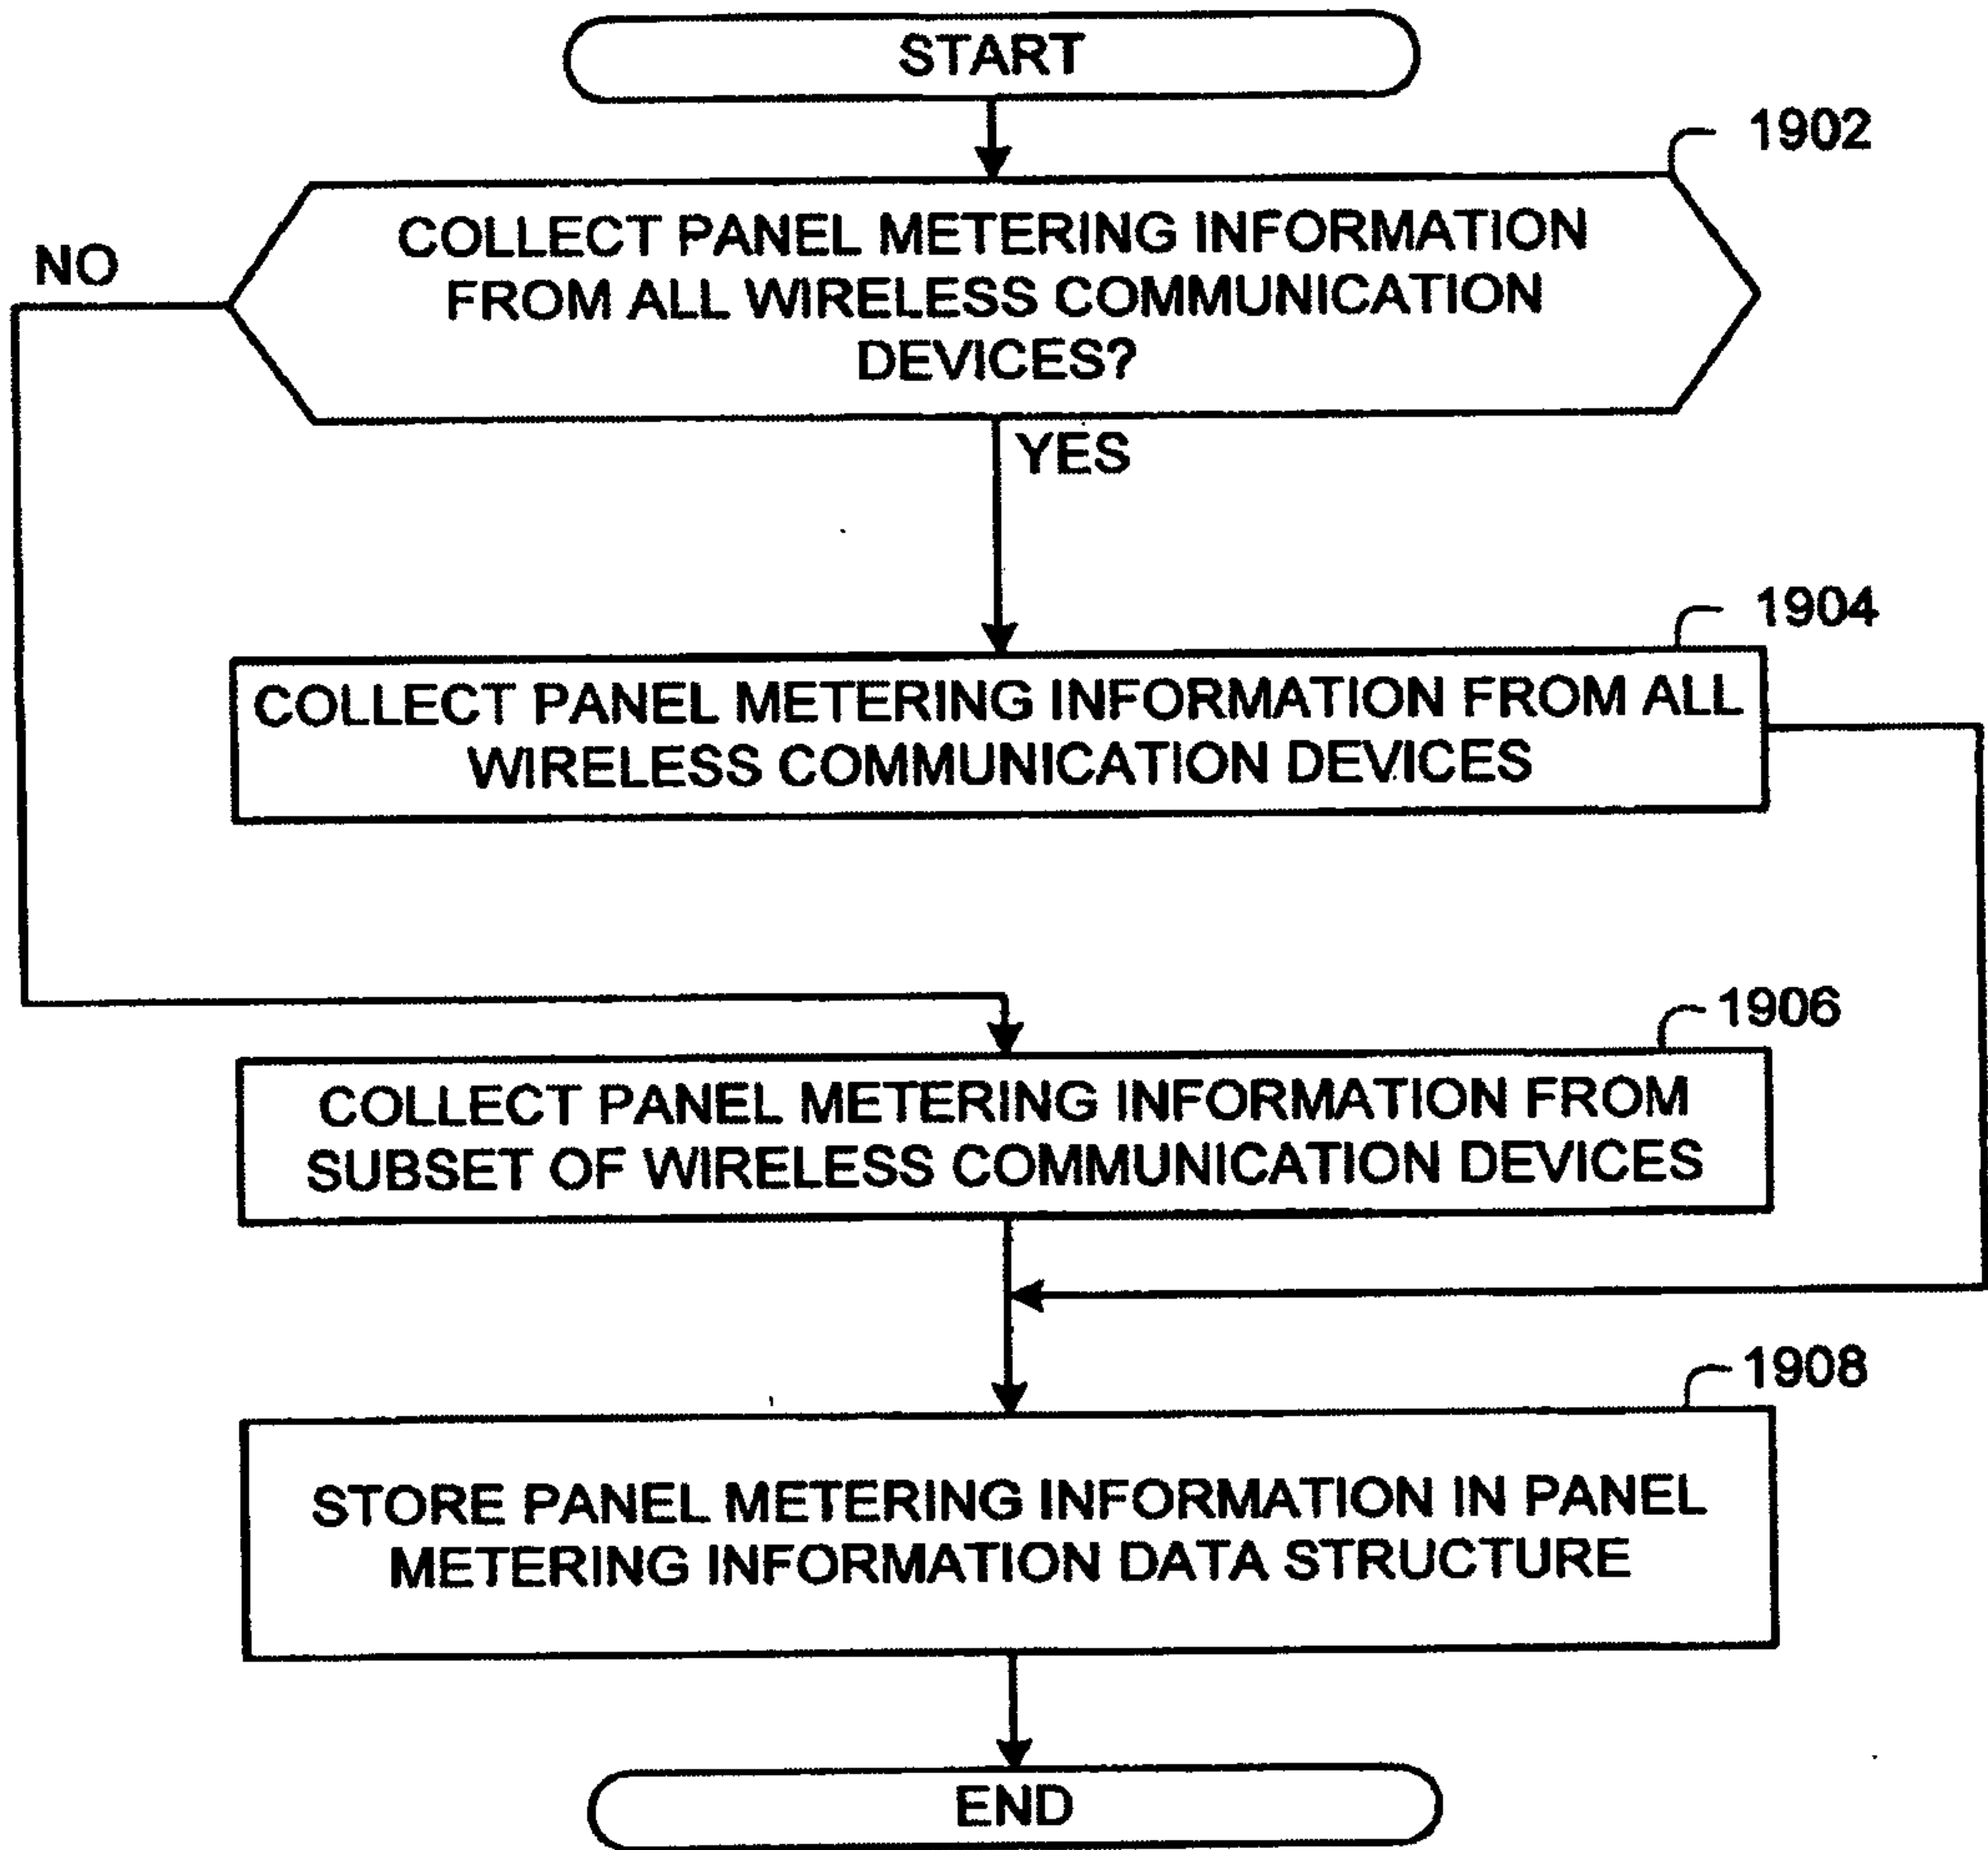 START
1902
COLLECT PANEL METERING INFORMATION
FROM ALL WIRELESS COMMUNICATION
DEVICES?
NO
YES
1904
COLLECT PANEL METERING INFORMATION FROM ALL
WIRELESS COMMUNICATION DEVICES
1906
COLLECT PANEL METERING INFORMATION FROM
SUBSET OF WIRELESS COMMUNICATION DEVICES
1908
STORE PANEL METERING INFORMATION IN PANEL
METERING INFORMATION DATA STRUCTURE
END